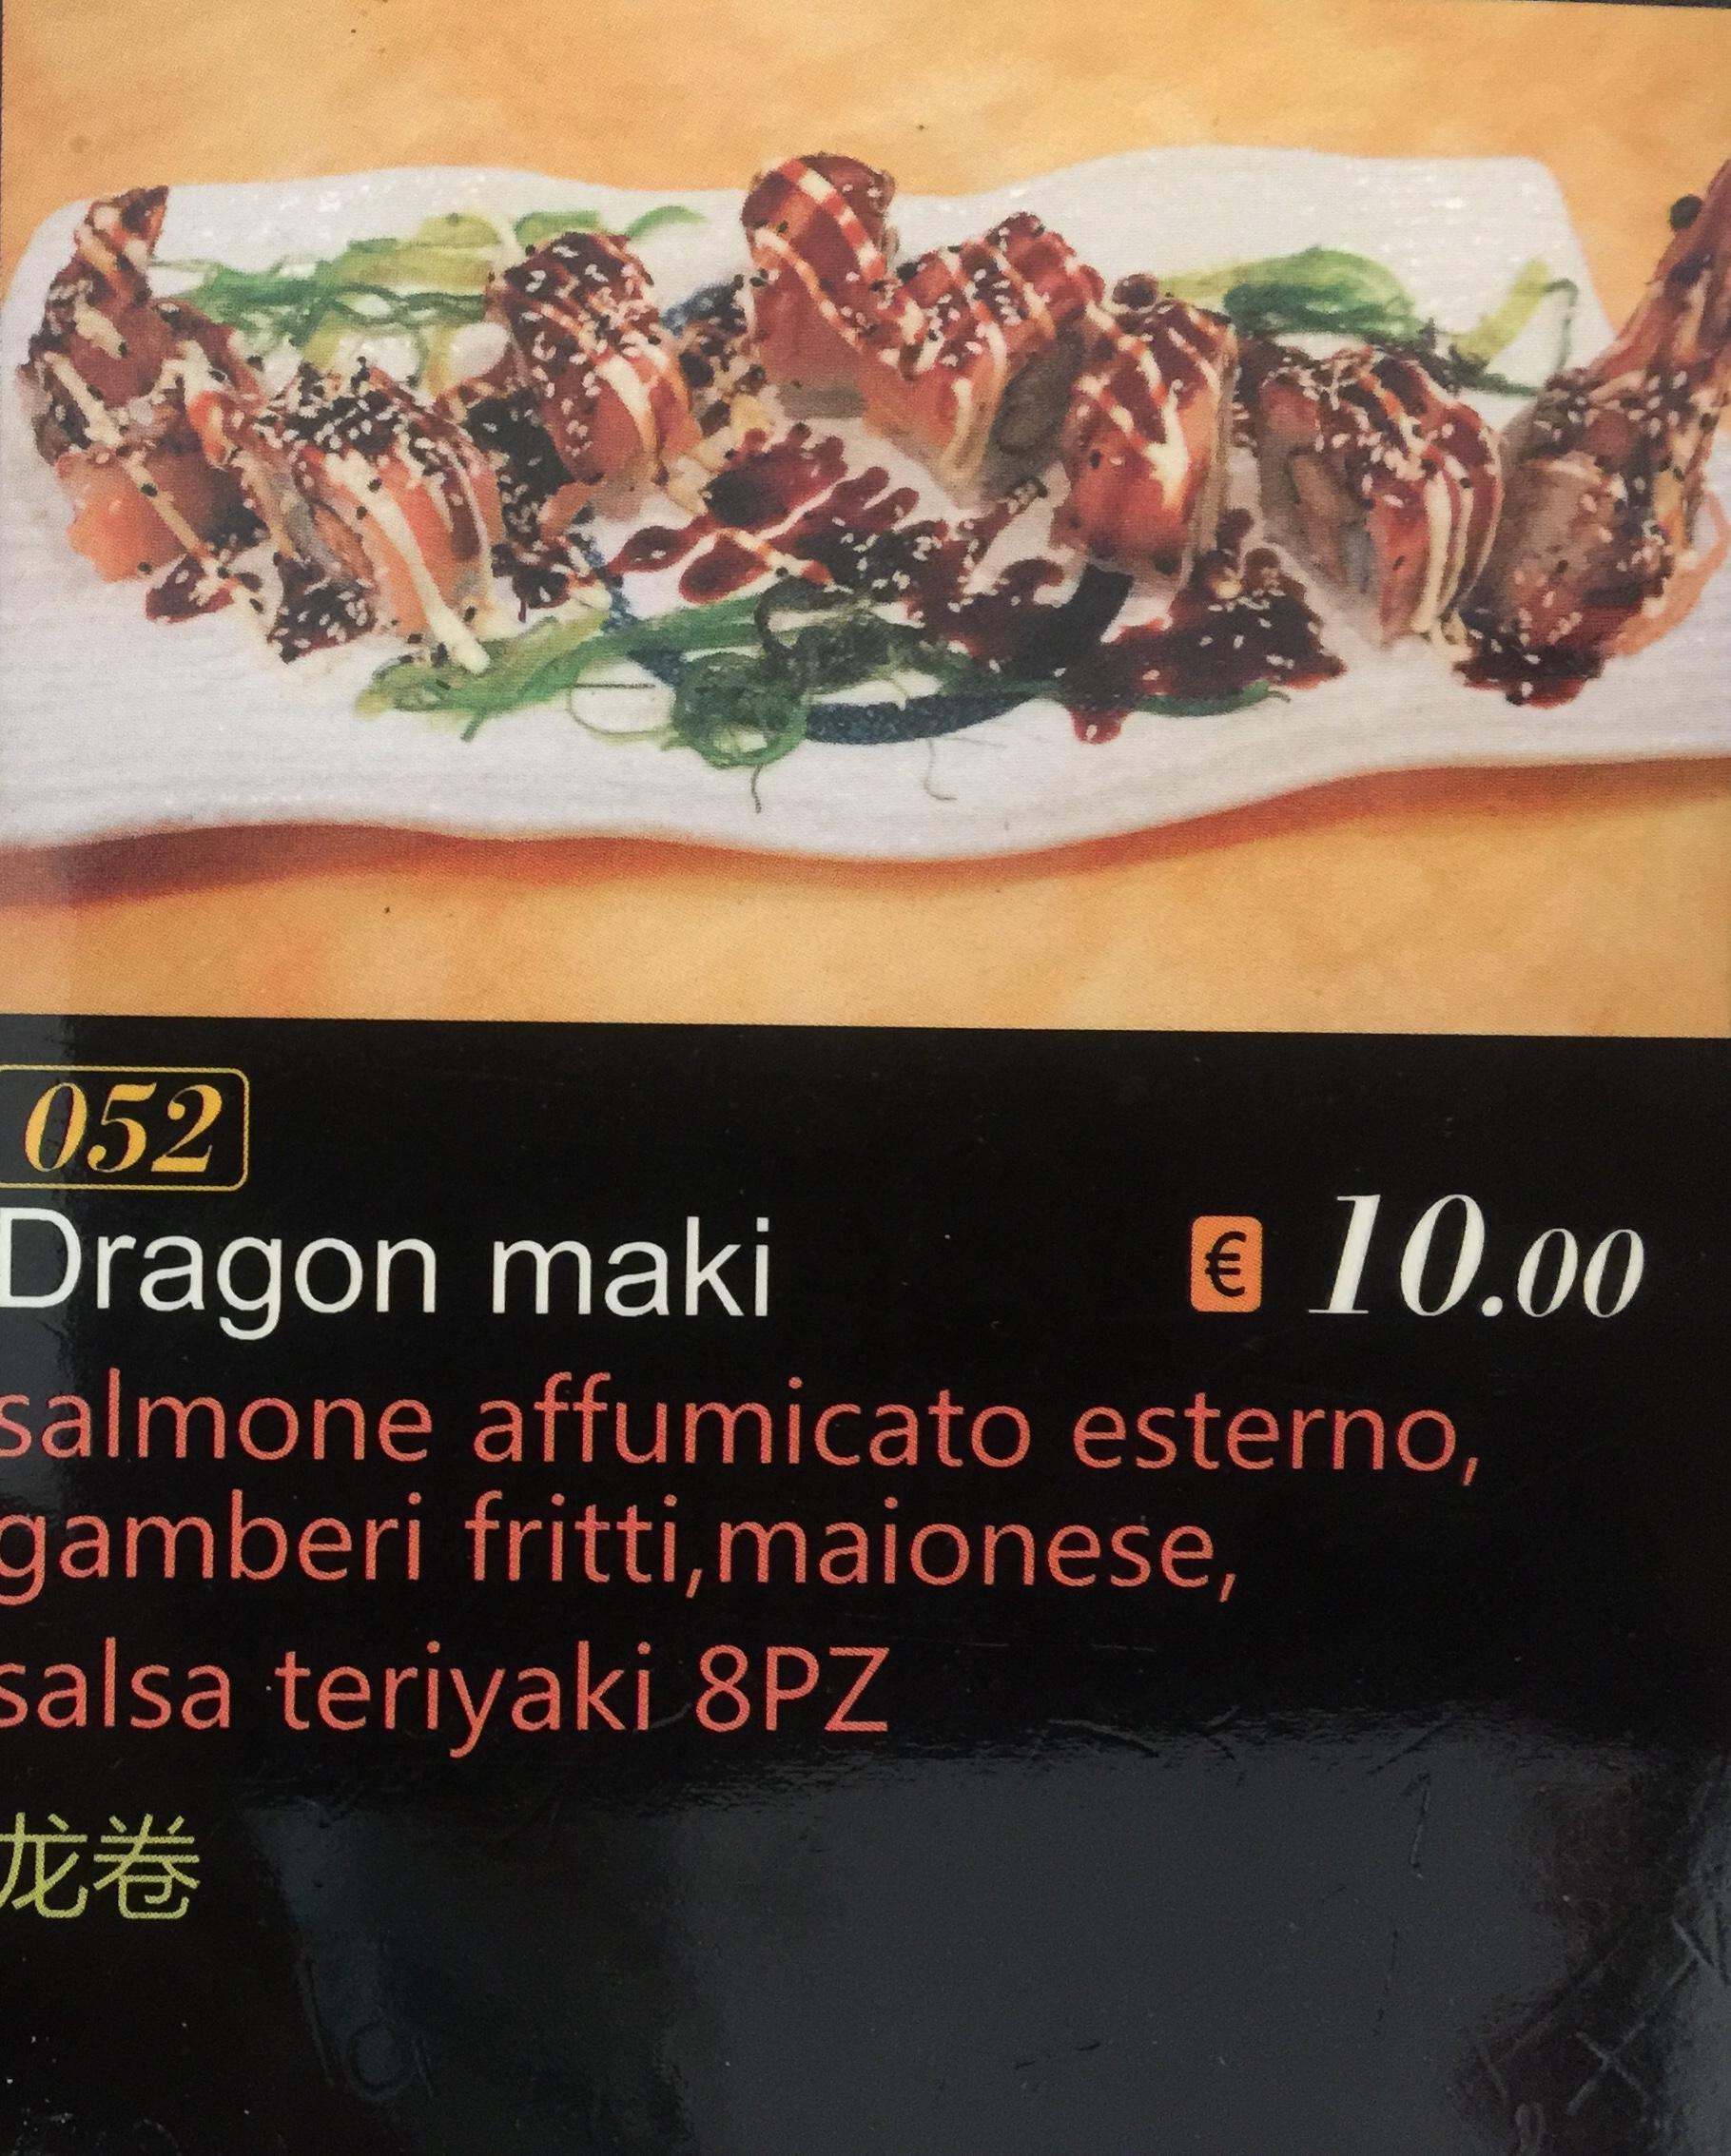 052
Dragon maki € 10.00
salmone affumicato esterno,
gamberi fritti,maionese,
salsa teriyaki 8PZ
龙卷